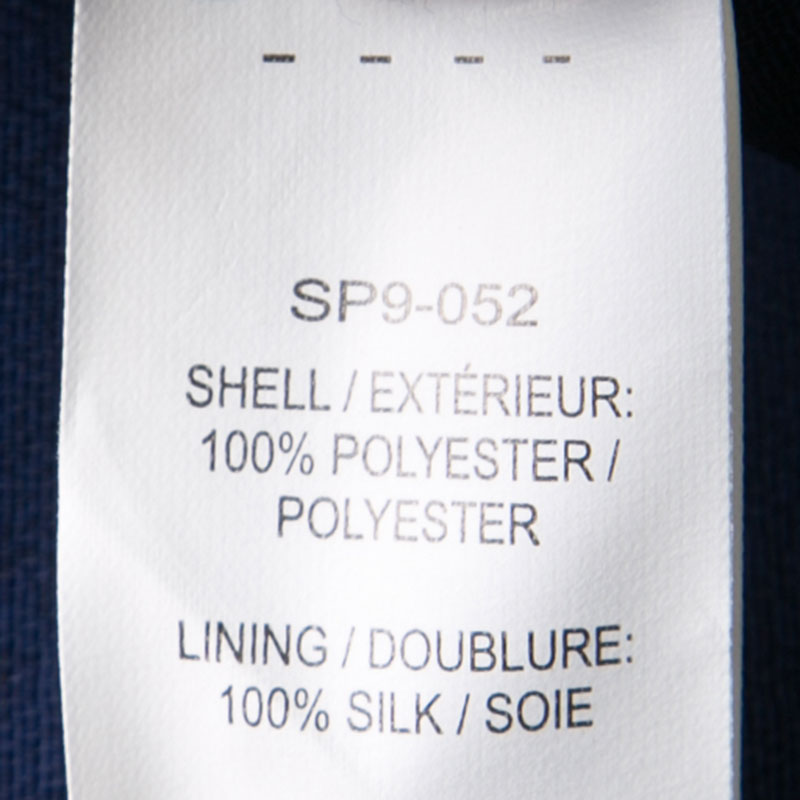 - - - -
SP9-052
SHELL / EXTÉRIEUR:
100% POLYESTER /
POLYESTER
LINING / DOUBLURE:
100% SILK / SOIE